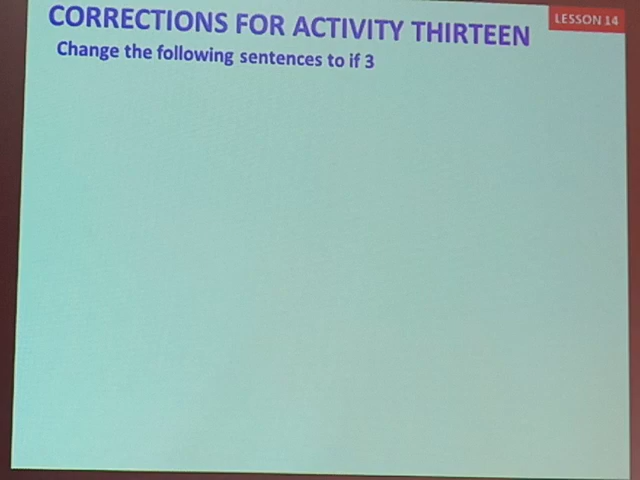 CORRECTIONS FOR ACTIVITY THIRTEEN
LESSON 14
Change the following sentences to if 3